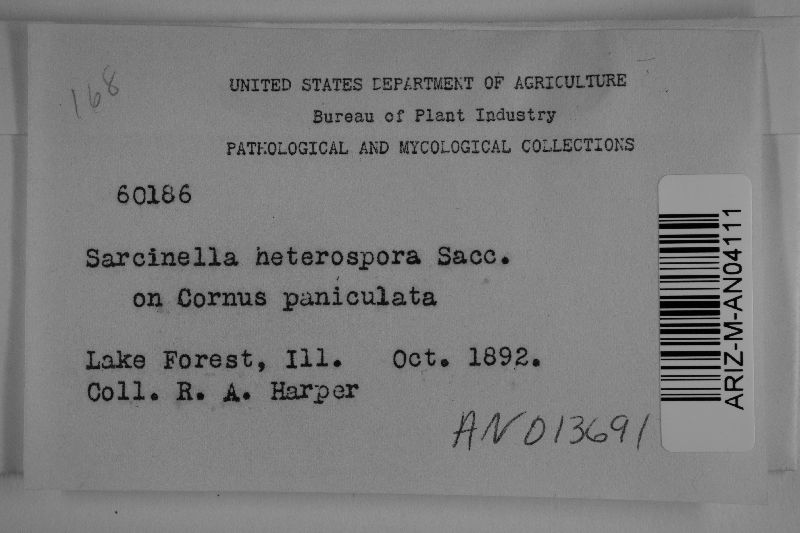 168
UNITED STATES DEPARTMENT OF AGRICULTURE
Bureau of Plant Industry
PATHOLOGICAL AND MYCOLOGICAL COLLECTIONS
60186
Sarcinella heterospora Sacc.
on Cornus paniculata
Lake Forest, Ill. Oct. 1892.
Coll. R. A. Harper
AN013691
ARIZ-M-AN04111